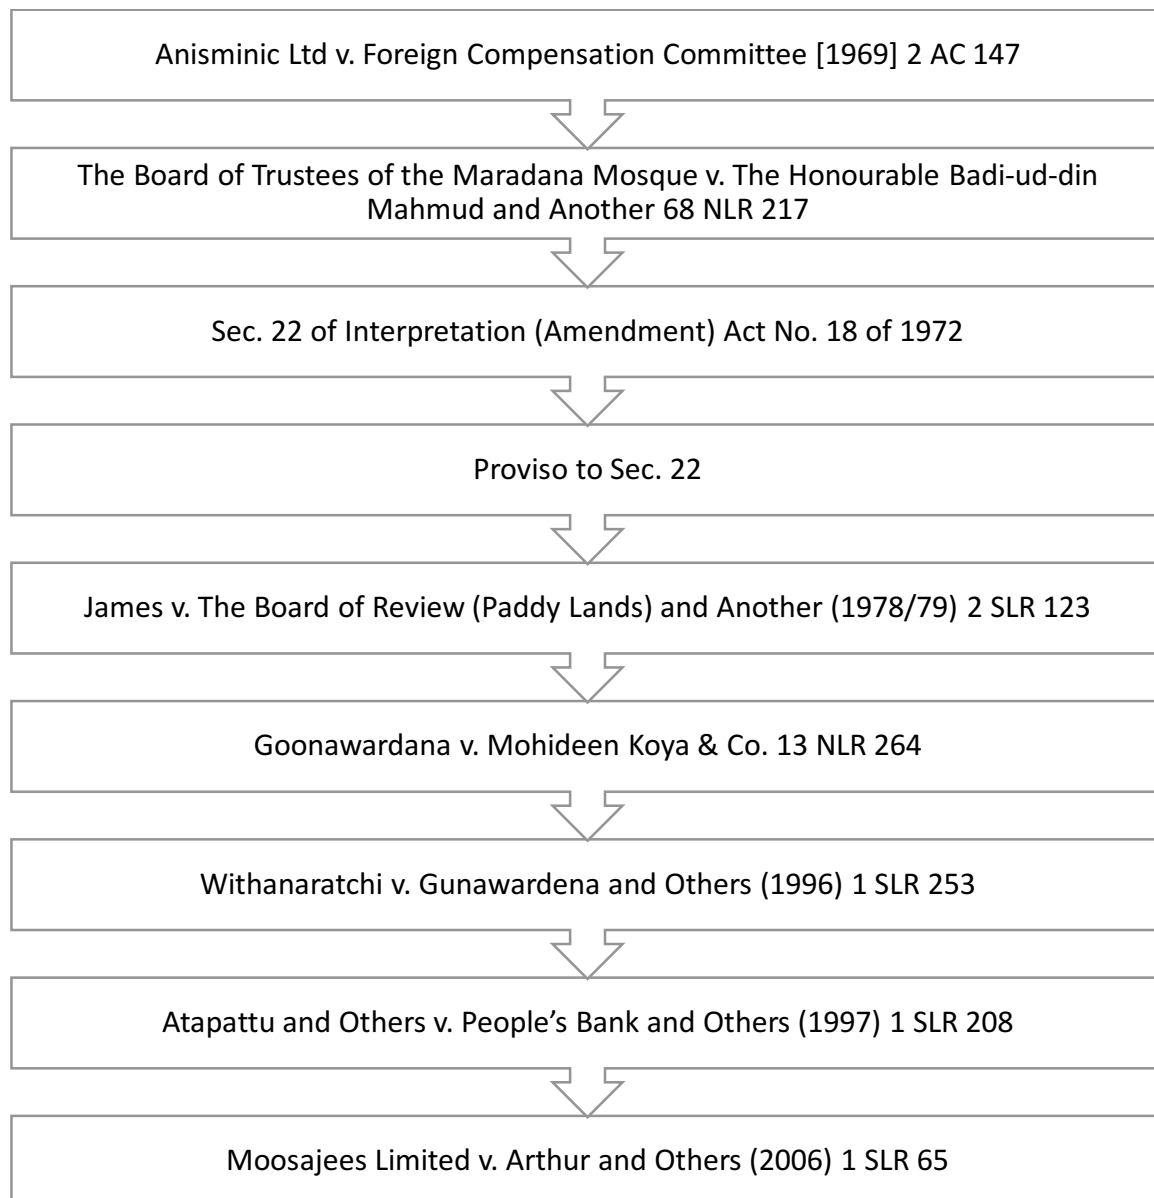 Anisminic Ltd v. Foreign Compensation Committee [1969] 2 AC 147
The Board of Trustees of the Maradana Mosque v. The Honourable Badi-ud-din
Mahmud and Another 68 NLR 217
Sec. 22 of Interpretation (Amendment) Act No. 18 of 1972
Proviso to Sec. 22
James v. The Board of Review (Paddy Lands) and Another (1978/79) 2 SLR 123
Goonawardana v. Mohideen Koya & Co. 13 NLR 264
Withanaratchi v. Gunawardena and Others (1996) 1 SLR 253
Atapattu and Others v. People’s Bank and Others (1997) 1 SLR 208
Moosajees Limited v. Arthur and Others (2006) 1 SLR 65